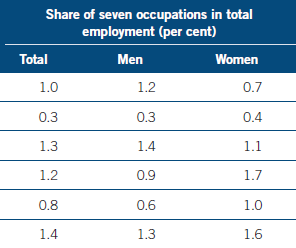 Share of seven occupations in total
employment (per cent)
Total Men Women
1.0 1.2 0.7
0.3 0.3 0.4
1.3 1.4 1.1
1.2 0.9 1.7
0.8 0.6 1.0
1.4 1.3 1.6